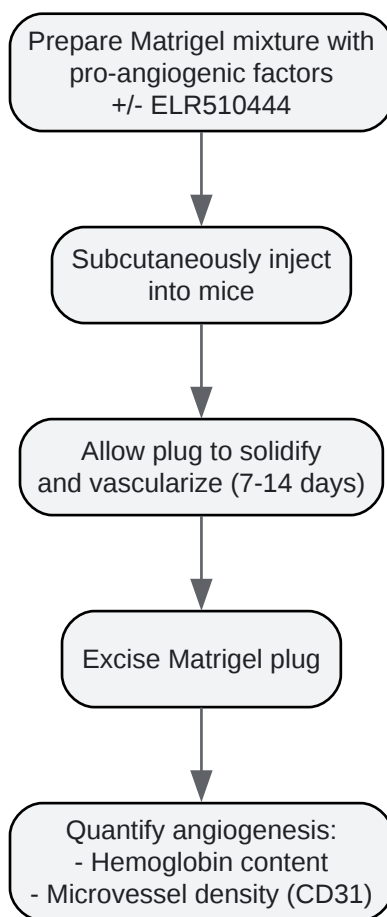 Prepare Matrigel mixture with
pro-angiogenic factors
+/- ELR510444
Subcutaneously inject
into mice
Allow plug to solidify
and vascularize (7-14 days)
Excise Matrigel plug
Quantify angiogenesis:
- Hemoglobin content
- Microvessel density (CD31)